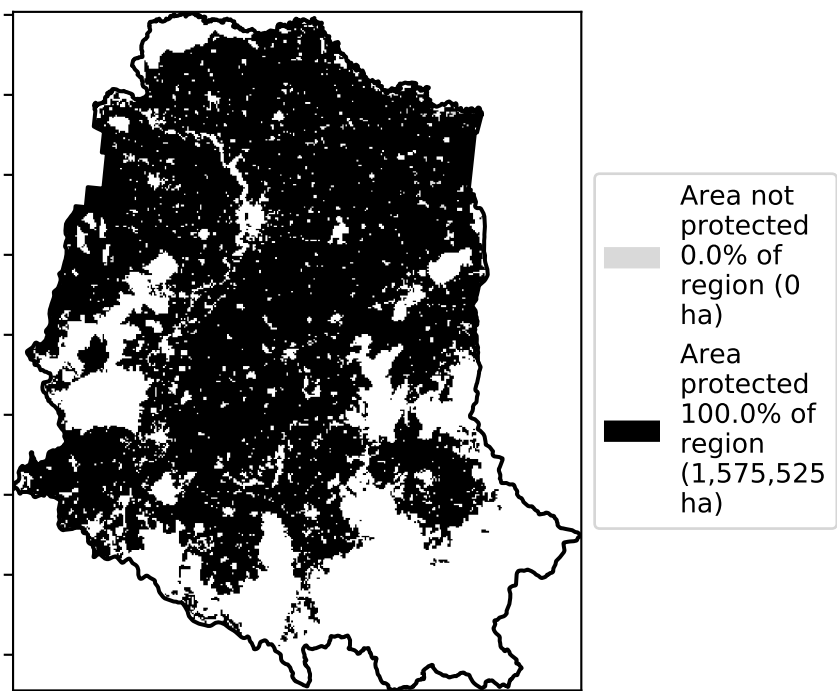 Area not
protected
0.0% of
region (0
ha)
Area
protected
100.0% of
region
(1,575,525
ha)